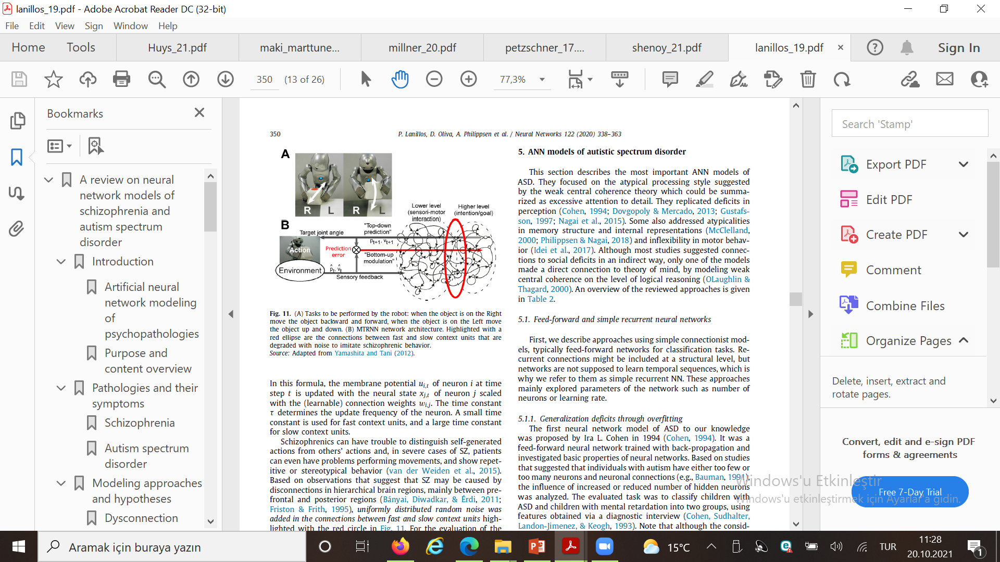 lanillos_19.pdf - Adobe Acrobat Reader DC (32-bit)
File Edit View Sign Window Help
Home Tools Huys_21.pdf maki_marttune... millner_20.pdf petzschner_17.... shenoy_21.pdf lanillos_19.pdf × Sign In
350 (13 of 26) 77,3%
Bookmarks
A review on neural
network models of
schizophrenia and
autism spectrum
disorder
Introduction
Artificial neural
network modeling
of
psychopathologies
Purpose and
content overview
Pathologies and their
symptoms
Schizophrenia
Autism spectrum
disorder
Modeling approaches
and hypotheses
Dysconnection
350 P. Lanillos, D. Oliva, A. Philippsen et al. / Neural Networks 122 (2020) 338–363
A
R L R L
B
Lower level
(sensori-motor
interaction)
Higher level
(intention/goal)
Target joint angle
"Top-down
prediction"
Pt+1, Vt+1
Action
Prediction
error
"Bottom-up
modulation"
Environment
p̂t, v̂t
Sensory feedback
Fig. 11. (A) Tasks to be performed by the robot: when the object is on the Right
move the object backward and forward, when the object is on the Left move
the object up and down. (B) MTRNN network architecture. Highlighted with a
red ellipse are the connections between fast and slow context units that are
degraded with noise to imitate schizophrenic behavior.
Source: Adapted from Yamashita and Tani (2012).
In this formula, the membrane potential ui,t of neuron i at time
step t is updated with the neural state xj,t of neuron j scaled
with the (learnable) connection weights wi,j. The time constant
τ determines the update frequency of the neuron. A small time
constant is used for fast context units, and a large time constant
for slow context units.
Schizophrenics can have trouble to distinguish self-generated
actions from others’ actions and, in severe cases of SZ, patients
can even have problems performing movements, and show repet-
itive or stereotypical behavior (van der Weiden et al., 2015).
Based on observations that suggest that SZ may be caused by
disconnections in hierarchical brain regions, mainly between pre-
frontal and posterior regions (Bányai, Diwadkar, & Érdi, 2011;
Friston & Frith, 1995), uniformly distributed random noise was
added in the connections between fast and slow context units high-
lighted with the red circle in Fig. 11. For the evaluation of the
5. ANN models of autistic spectrum disorder
This section describes the most important ANN models of
ASD. They focused on the atypical processing style suggested
by the weak central coherence theory which could be summa-
rized as excessive attention to detail. They replicated deficits in
perception (Cohen, 1994; Dovgopoly & Mercado, 2013; Gustafs-
son, 1997; Nagai et al., 2015). Some also addressed atypicalities
in memory structure and internal representations (McClelland,
2000; Philippsen & Nagai, 2018) and inflexibility in motor behav-
ior (Idei et al., 2017). Although most studies suggested connec-
tions to social deficits in an indirect way, only one of the models
made a direct connection to theory of mind, by modeling weak
central coherence on the level of logical reasoning (OLaughlin &
Thagard, 2000). An overview of the reviewed approaches is given
in Table 2.
5.1. Feed-forward and simple recurrent neural networks
First, we describe approaches using simple connectionist mod-
els, typically feed-forward networks for classification tasks. Re-
current connections might be included at a structural level, but
networks are not supposed to learn temporal sequences, which is
why we refer to them as simple recurrent NN. These approaches
mainly explored parameters of the network such as number of
neurons or learning rate.
5.1.1. Generalization deficits through overfitting
The first neural network model of ASD to our knowledge
was proposed by Ira L. Cohen in 1994 (Cohen, 1994). It was a
feed-forward neural network trained with back-propagation and
investigated basic properties of neural networks. Based on studies
that suggested that individuals with autism have either too few or
too many neurons and neuronal connections (e.g., Bauman, 1991),
the influence of increased or reduced number of hidden neurons
was analyzed. The evaluated task was to classify children with
ASD and children with mental retardation into two groups, using
features obtained via a diagnostic interview (Cohen, Sudhalter,
Landon-Jimenez, & Keogh, 1993). Note that although the consid-
Search 'Stamp'
Export PDF
Edit PDF
Create PDF
Comment
Combine Files
Organize Pages
Delete, insert, extract and
rotate pages.
Convert, edit and e-sign PDF
forms & agreements
Free 7-Day Trial
Windows'u Etkinleştir
Windows'u etkinleştirmek için Ayarlar'a gidin.
Aramak için buraya yazın
15°C
TUR
11:28
20.10.2021
1